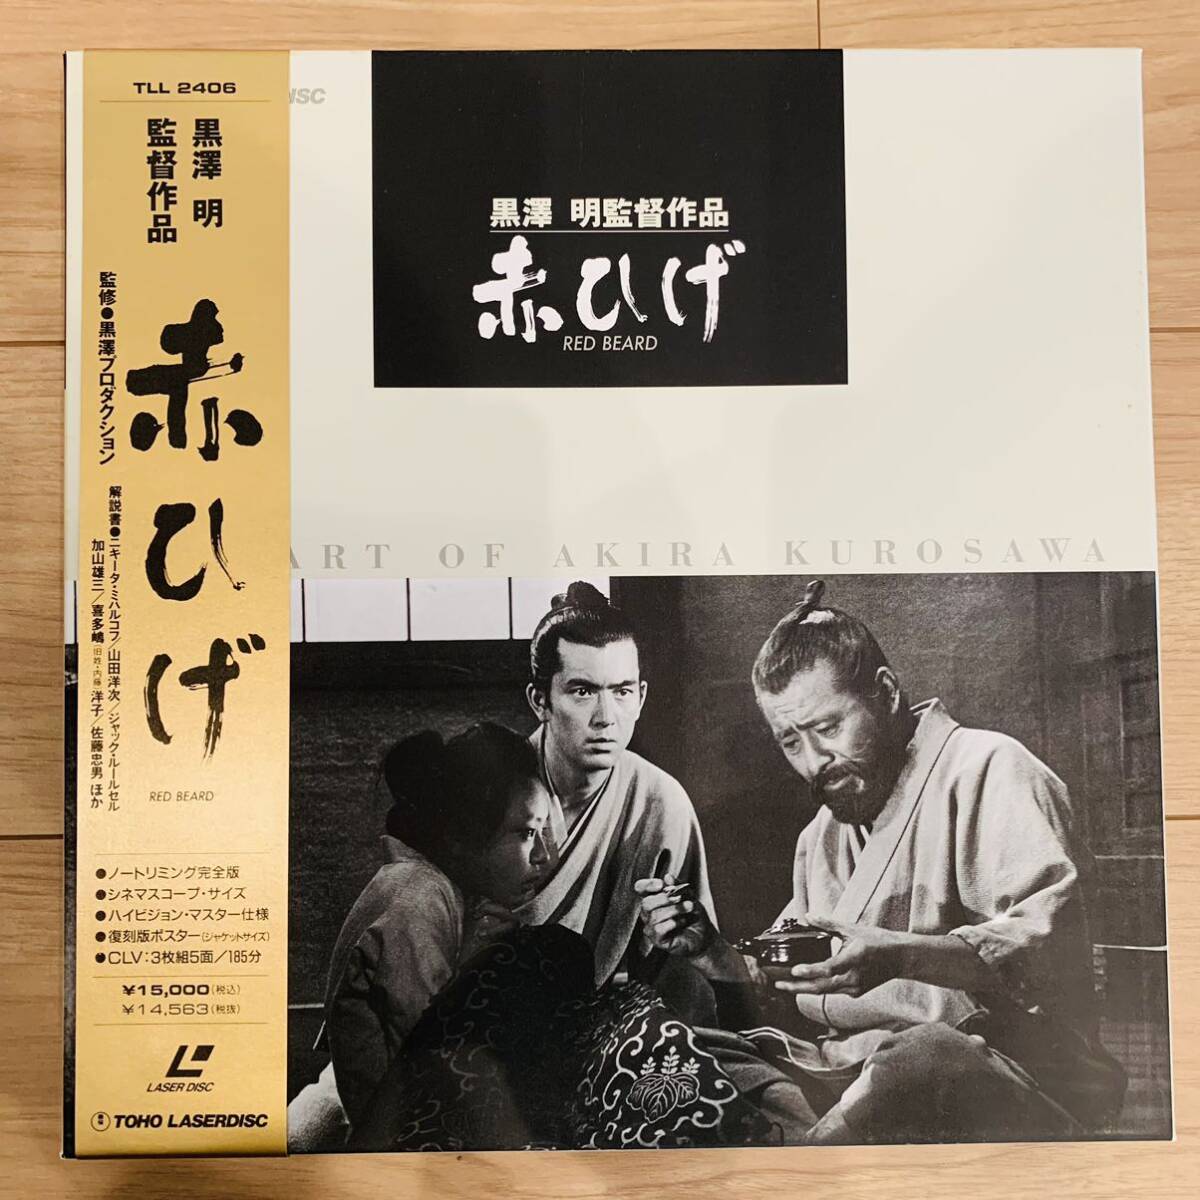 TLL 2406
黒澤 明
監督作品
監修●黒澤プロダクション
赤ひげ
解説書●ニキータ・ミハルコフ/山田洋次/ジャック・ルールセル
加山雄三/喜多嶋(旧姓・内藤)洋子/佐藤忠男 ほか
RED BEARD
●ノートリミング完全版
●シネマスコープ・サイズ
●ハイビジョン・マスター仕様
●復刻版ポスター(ジャケットサイズ)
●CLV:3枚組5面/185分
¥15,000(税込)
¥14,563(税抜)
LASER DISC
TOHO LASERDISC
DISC
黒澤 明監督作品
赤ひげ
RED BEARD
ART OF AKIRA KUROSAWA